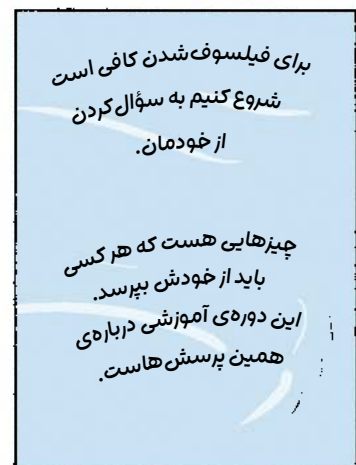 برای فیلسوف‌شدن کافی است
شروع کنیم به سؤال‌کردن
از خودمان.
چیزهایی هست که هر کسی
باید از خودش بپرسد.
این دوره‌ی آموزشی درباره‌ی
همین پرسش‌هاست.